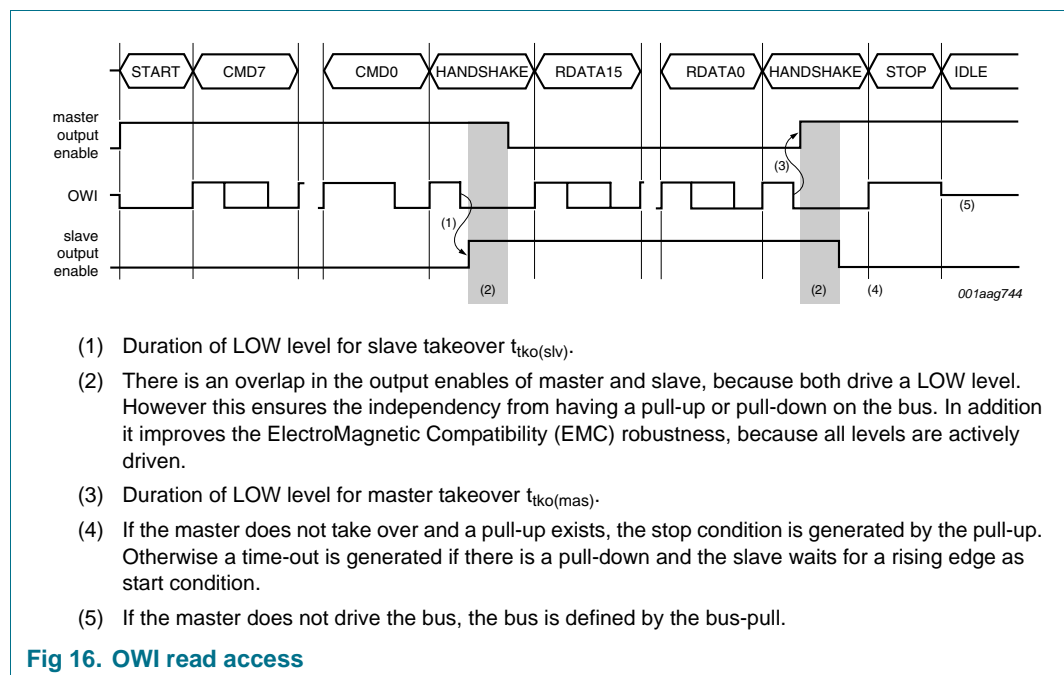 START CMD7 CMD0 HANDSHAKE RDATA15 RDATA0 HANDSHAKE STOP IDLE
master
output
enable
(3)
OWI
(5)
(1)
slave
output
enable
(2) (2) (4)
001aag744
(1) Duration of LOW level for slave takeover ttko(slv).
(2) There is an overlap in the output enables of master and slave, because both drive a LOW level.
However this ensures the independency from having a pull-up or pull-down on the bus. In addition
it improves the ElectroMagnetic Compatibility (EMC) robustness, because all levels are actively
driven.
(3) Duration of LOW level for master takeover ttko(mas).
(4) If the master does not take over and a pull-up exists, the stop condition is generated by the pull-up.
Otherwise a time-out is generated if there is a pull-down and the slave waits for a rising edge as
start condition.
(5) If the master does not drive the bus, the bus is defined by the bus-pull.
Fig 16. OWI read access